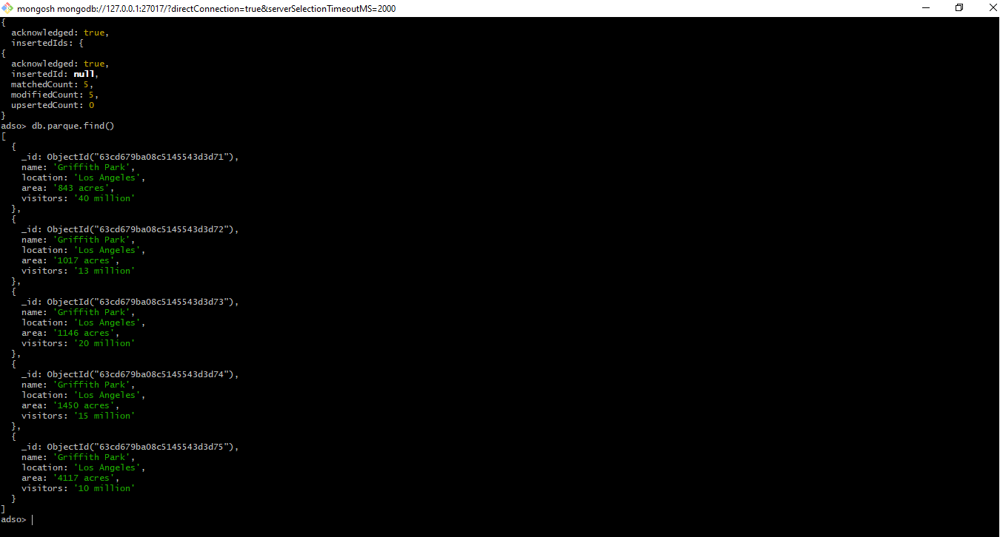 mongosh mongodb://127.0.0.1:27017/?directConnection=true&serverSelectionTimeoutMS=2000
{
  acknowledged: true,
  insertedIds: {
{
  acknowledged: true,
  insertedId: null,
  matchedCount: 5,
  modifiedCount: 5,
  upsertedCount: 0
}
adso> db.parque.find()
[
  {
    _id: ObjectId("63cd679ba08c5145543d3d71"),
    name: 'Griffith Park',
    location: 'Los Angeles',
    area: '843 acres',
    visitors: '40 million'
  },
  {
    _id: ObjectId("63cd679ba08c5145543d3d72"),
    name: 'Griffith Park',
    location: 'Los Angeles',
    area: '1017 acres',
    visitors: '13 million'
  },
  {
    _id: ObjectId("63cd679ba08c5145543d3d73"),
    name: 'Griffith Park',
    location: 'Los Angeles',
    area: '1146 acres',
    visitors: '20 million'
  },
  {
    _id: ObjectId("63cd679ba08c5145543d3d74"),
    name: 'Griffith Park',
    location: 'Los Angeles',
    area: '1450 acres',
    visitors: '15 million'
  },
  {
    _id: ObjectId("63cd679ba08c5145543d3d75"),
    name: 'Griffith Park',
    location: 'Los Angeles',
    area: '4117 acres',
    visitors: '10 million'
  }
]
adso>